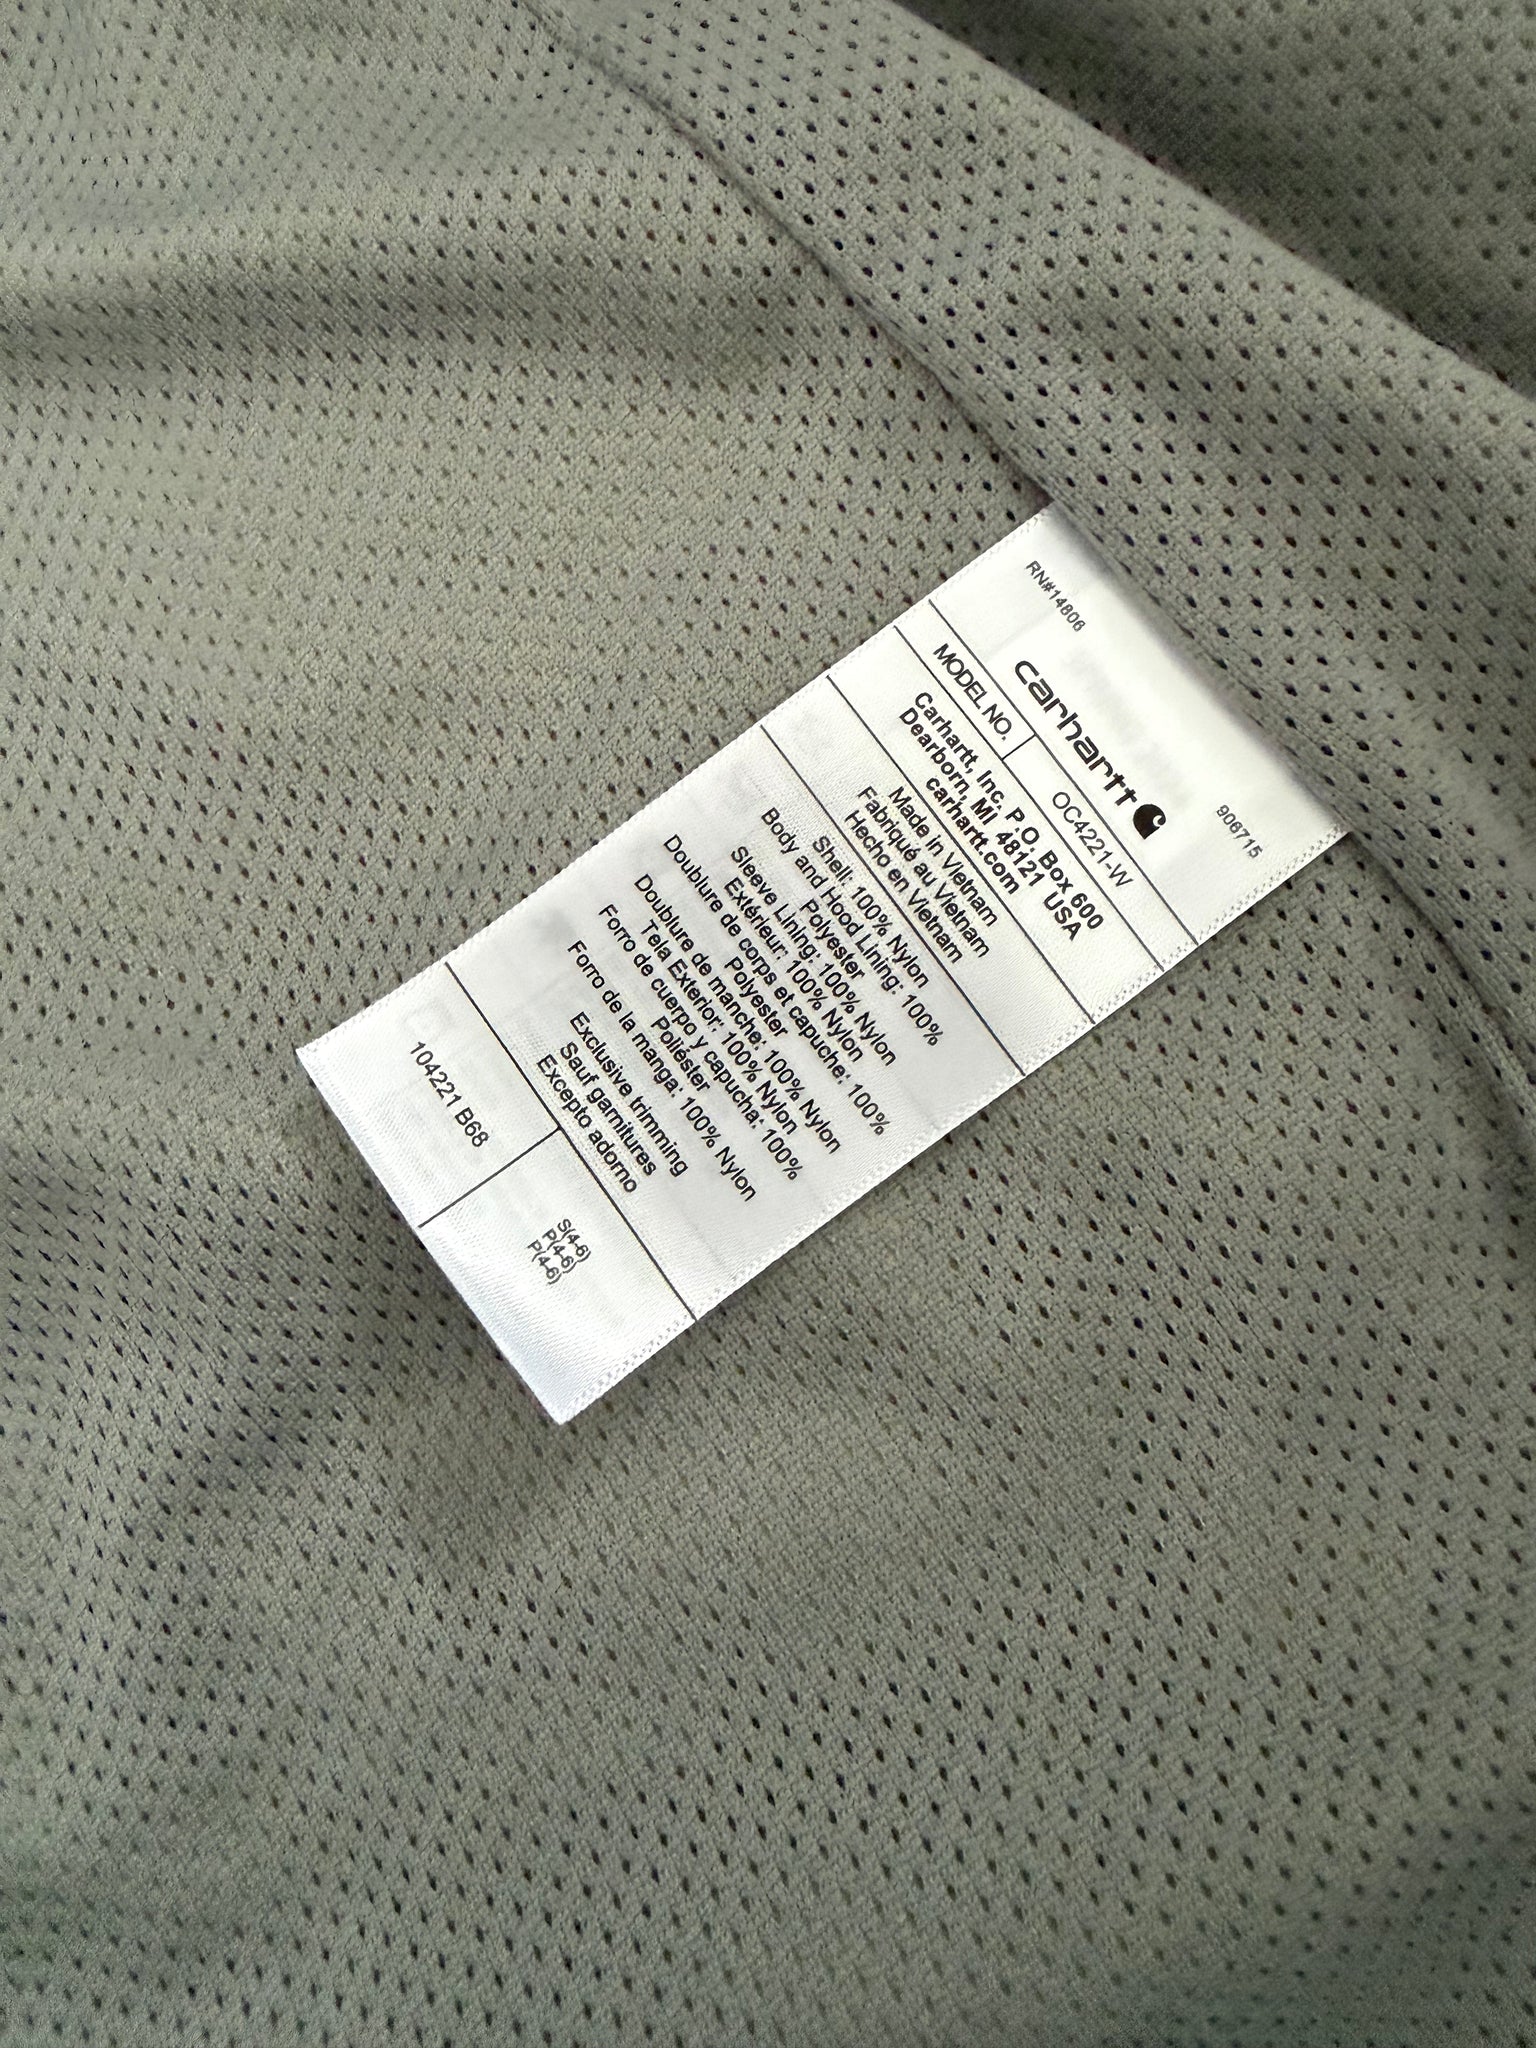 RN#14806
906715
carhartt
MODEL NO.
OC4221-W
Carhartt, Inc. P.O. Box 600
Dearborn, MI 48121 USA
carhartt.com
Made in Vietnam
Fabriqué au Vietnam
Hecho en Vietnam
Shell: 100% Nylon
Body and Hood Lining: 100%
Polyester
Sleeve Lining: 100% Nylon
Extérieur: 100% Nylon
Doublure de corps et capuche: 100%
Polyester
Doublure de manche: 100% Nylon
Tela Exterior: 100% Nylon
Forro de cuerpo y capucha: 100%
Poliéster
Forro de la manga: 100% Nylon
Exclusive trimming
Sauf garnitures
Excepto adorno
104221 B68
S(4-6)
P(4-6)
P(4-6)